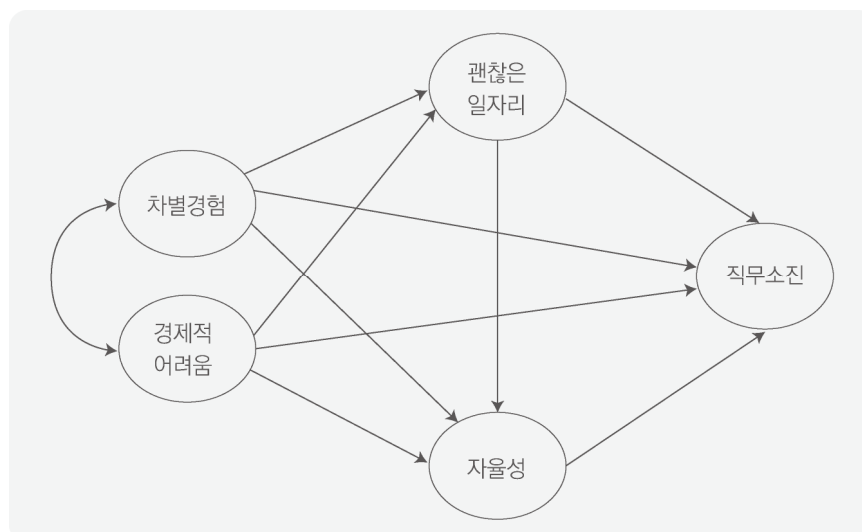 괜찮은
일자리
차별경험
직무소진
경제적
어려움
자율성